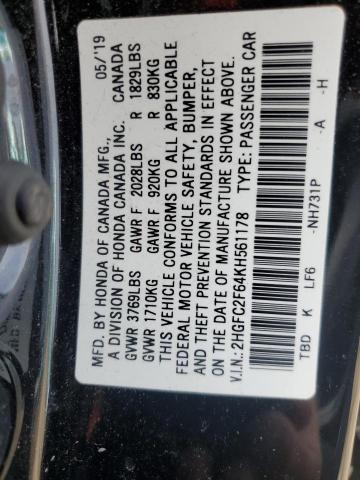 MFD. BY HONDA OF CANADA MFG., 05/'19
A DIVISION OF HONDA CANADA INC. CANADA
GVWR 3769LBS GAWR F 2028LBS R 1829LBS
GVWR 1710KG GAWR F 920KG R 830KG
THIS VEHICLE CONFORMS TO ALL APPLICABLE
FEDERAL MOTOR VEHICLE SAFETY, BUMPER,
AND THEFT PREVENTION STANDARDS IN EFFECT
ON THE DATE OF MANUFACTURE SHOWN ABOVE.
V.I.N.: 2HGFC2F64KH561178 TYPE: PASSENGER CAR
TBD K LF6 -NH731P -A -H